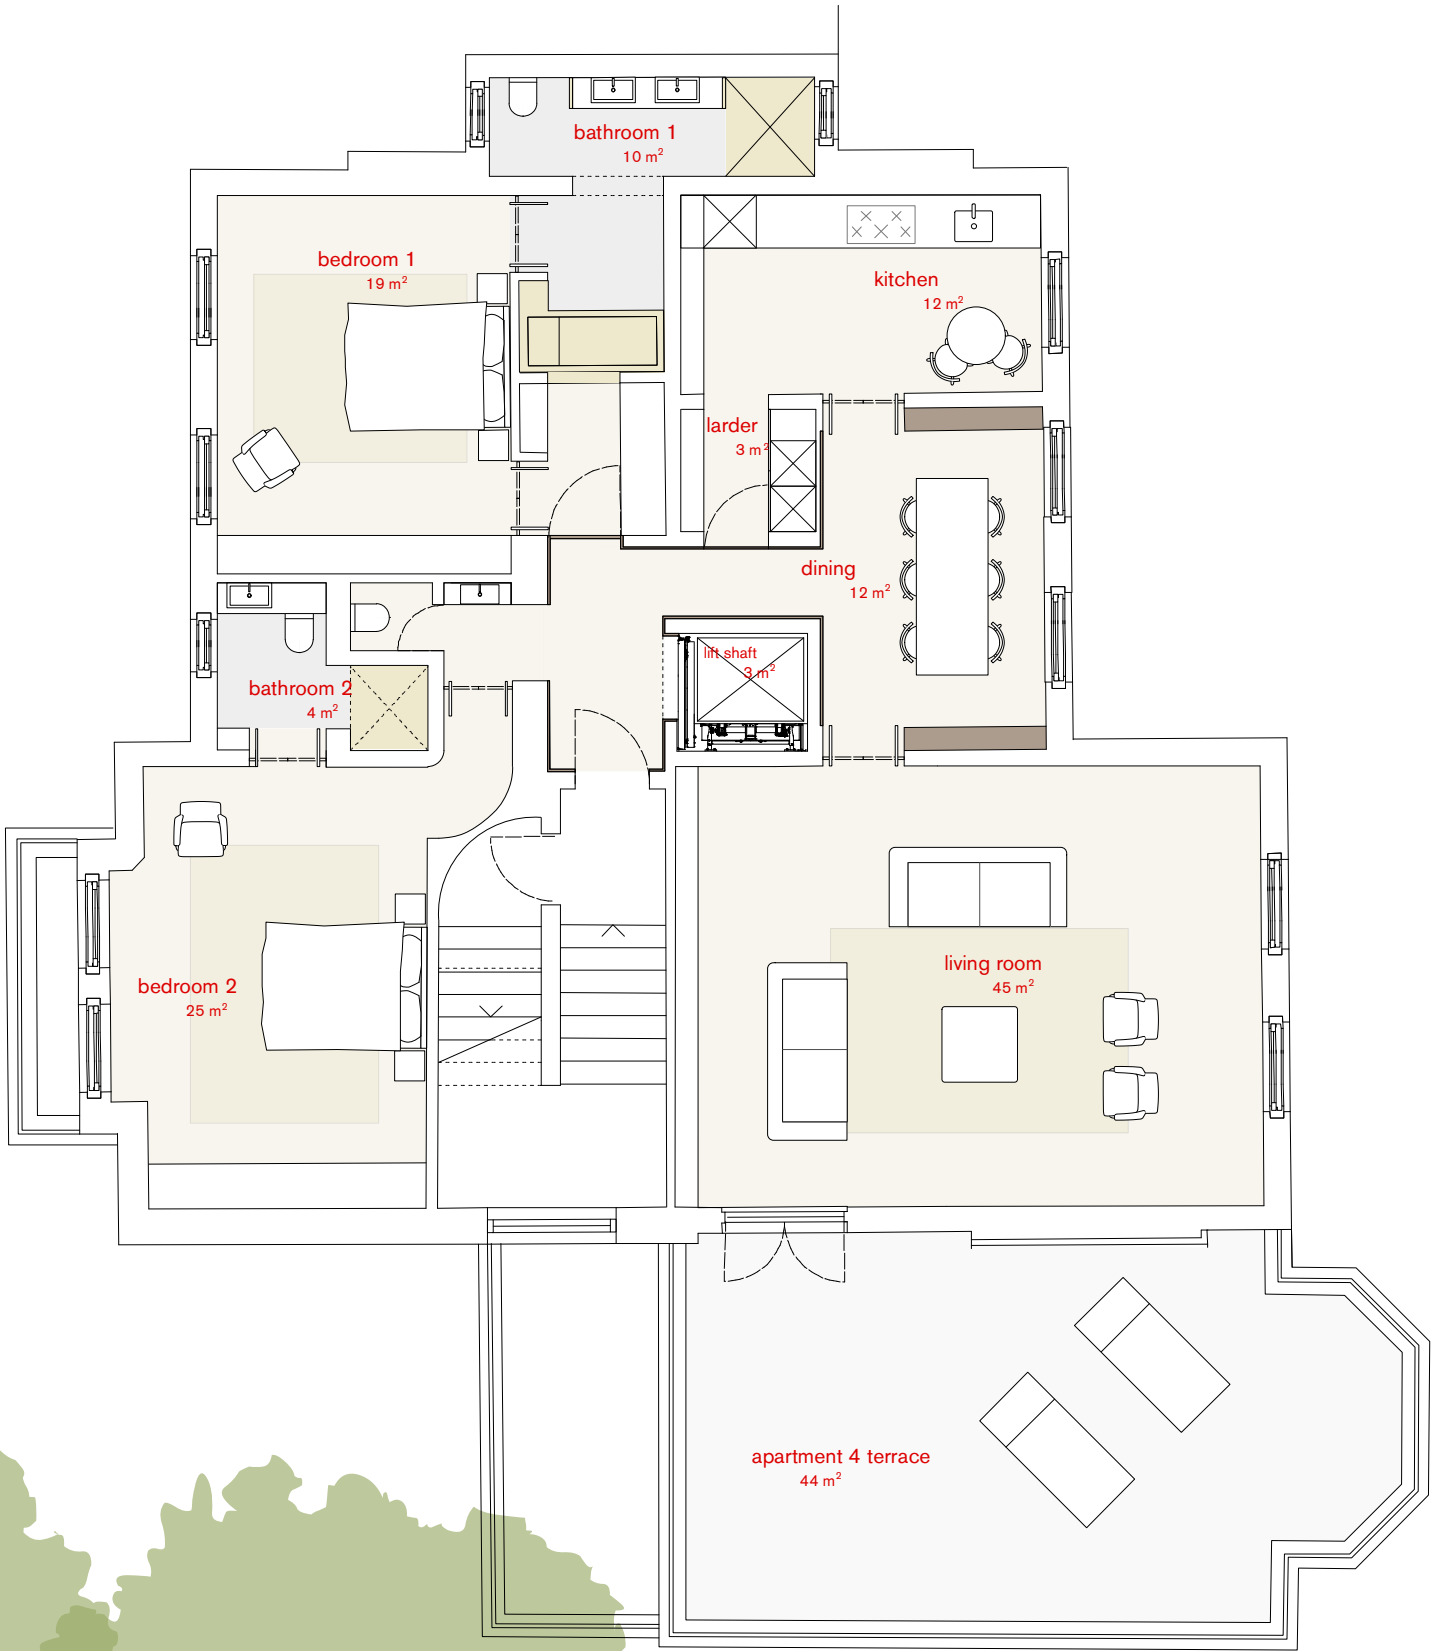 bathroom 1
10 m²
bedroom 1
19 m²
kitchen
12 m²
larder
3 m²
dining
12 m²
lift shaft
3 m²
bathroom 2
4 m²
living room
45 m²
bedroom 2
25 m²
apartment 4 terrace
44 m²